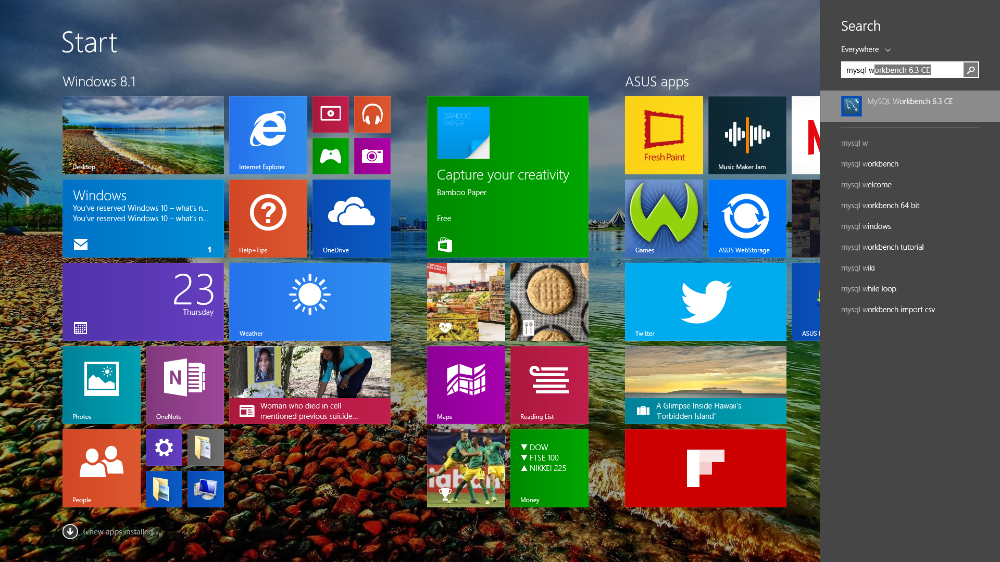 Start
Windows 8.1
Desktop
Internet Explorer
Windows
You've reserved Windows 10 – what's n...
You've reserved Windows 10 – what's n...
1
Help+Tips
OneDrive
23
Thursday
Weather
Photos
OneNote
Woman who died in cell
mentioned previous suicide...
People
BAMBOO
PAPER
Capture your creativity
Bamboo Paper
Free
LOW PRODUCE
PRICES EVERY DAY
Maps
Reading List
DOW
FTSE 100
NIKKEI 225
Money
ASUS apps
Fresh Paint
Music Maker Jam
Games
ASUS WebStorage
Twitter
ASUS
A Glimpse Inside Hawaii's
'Forbidden Island'
6 new apps installed
Search
Everywhere
mysql workbench 6.3 CE
MySQL Workbench 6.3 CE
mysql w
mysql workbench
mysql welcome
mysql workbench 64 bit
mysql windows
mysql workbench tutorial
mysql wiki
mysql while loop
mysql workbench import csv